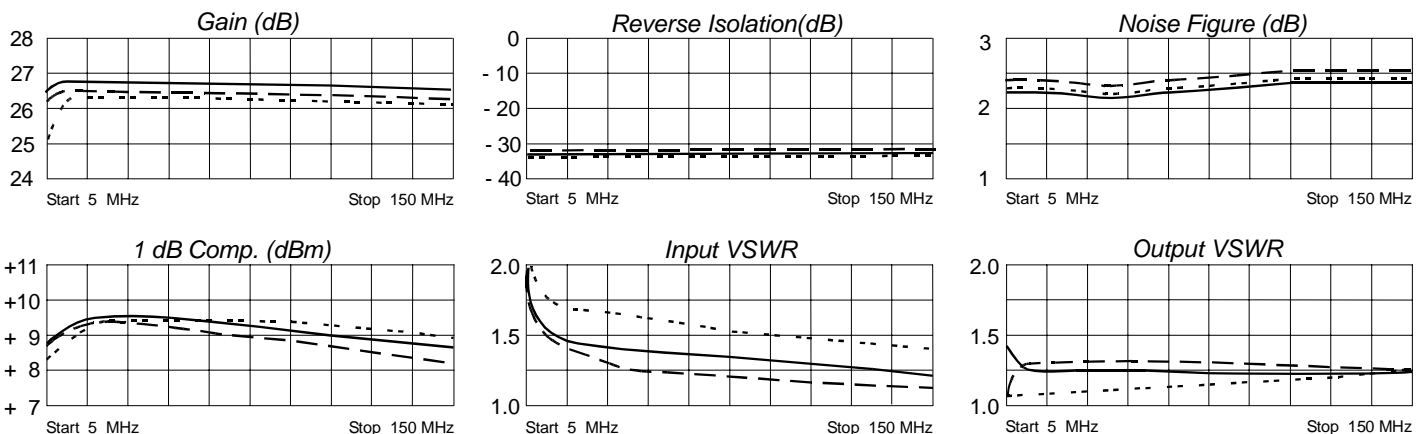 Gain (dB)
28
27
26
25
24
Start 5 MHz
Stop 150 MHz
Reverse Isolation(dB)
0
- 10
- 20
- 30
- 40
Start 5 MHz
Stop 150 MHz
Noise Figure (dB)
3
2
1
Start 5 MHz
Stop 150 MHz
1 dB Comp. (dBm)
+11
+10
+ 9
+ 8
+ 7
Start 5 MHz
Stop 150 MHz
Input VSWR
2.0
1.5
1.0
Start 5 MHz
Stop 150 MHz
Output VSWR
2.0
1.5
1.0
Start 5 MHz
Stop 150 MHz